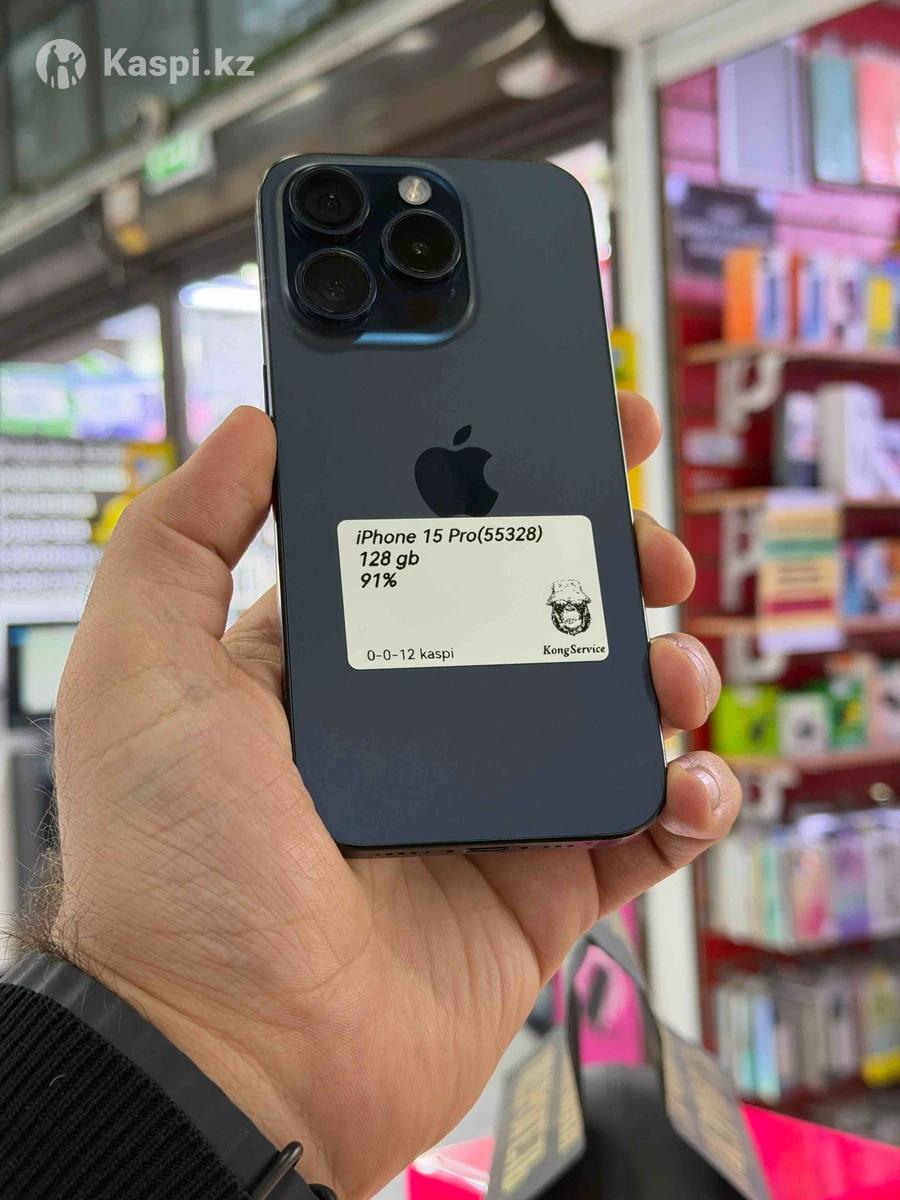 Kaspi.kz
iPhone 15 Pro(55328)
128 gb
91%
0-0-12 kaspi
KongService